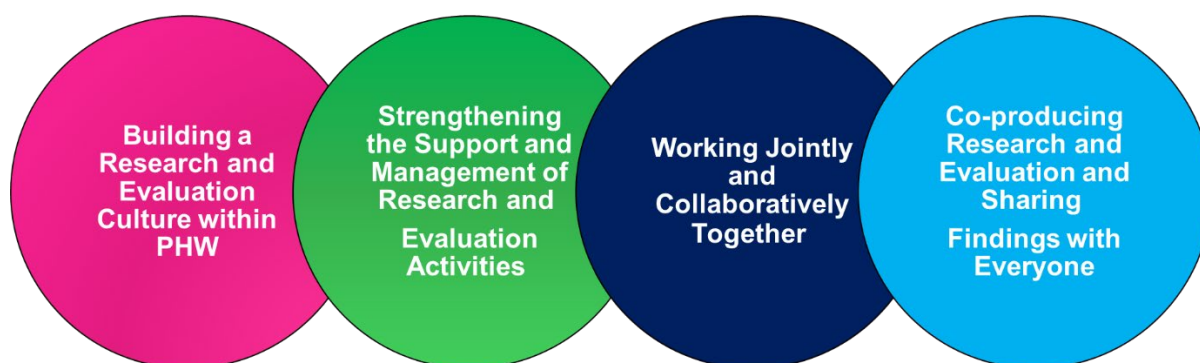 Building a
Research and
Evaluation
Culture within
PHW
Strengthening
the Support and
Management of
Research and
Evaluation
Activities
Working Jointly
and
Collaboratively
Together
Co-producing
Research and
Evaluation and
Sharing
Findings with
Everyone